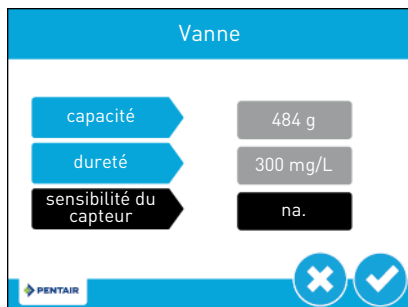 Vanne
capacité
484 g
dureté
300 mg/L
sensibilité du
capteur
na.
PENTAIR